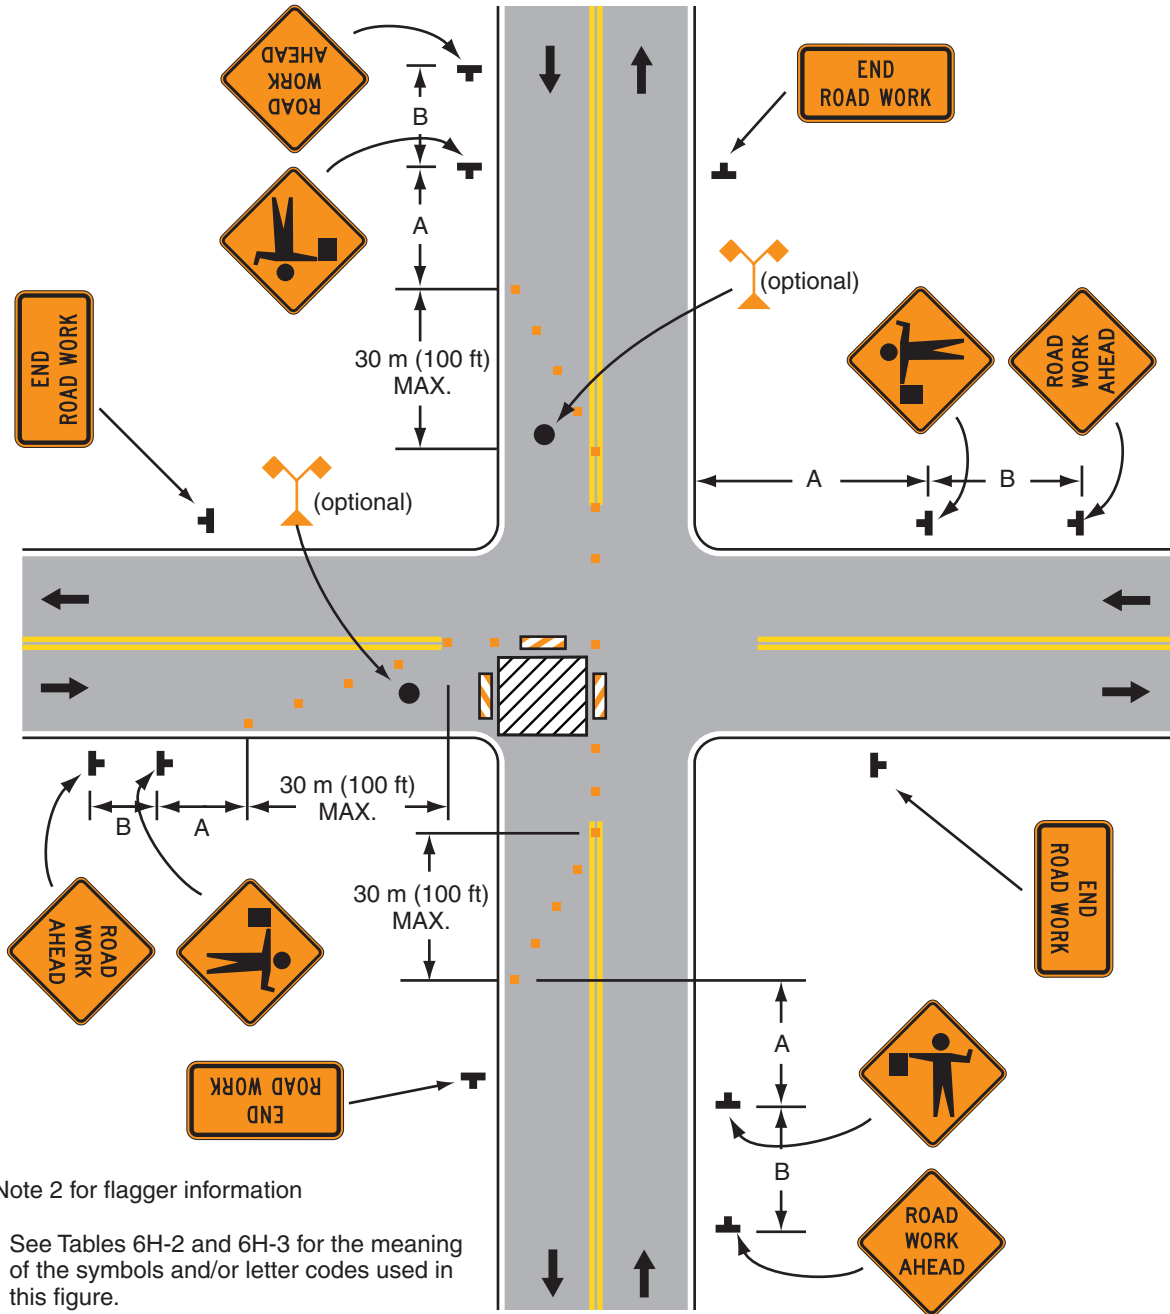 ROAD
WORK
AHEAD
END
ROAD WORK
B
A
(optional)
END
ROAD WORK
30 m (100 ft)
MAX.
ROAD
WORK
AHEAD
A
B
(optional)
30 m (100 ft)
MAX.
B
A
30 m (100 ft)
MAX.
ROAD
WORK
AHEAD
END
ROAD WORK
A
END
ROAD WORK
B
ROAD
WORK
AHEAD
Note 2 for flagger information
See Tables 6H-2 and 6H-3 for the meaning
of the symbols and/or letter codes used in
this figure.